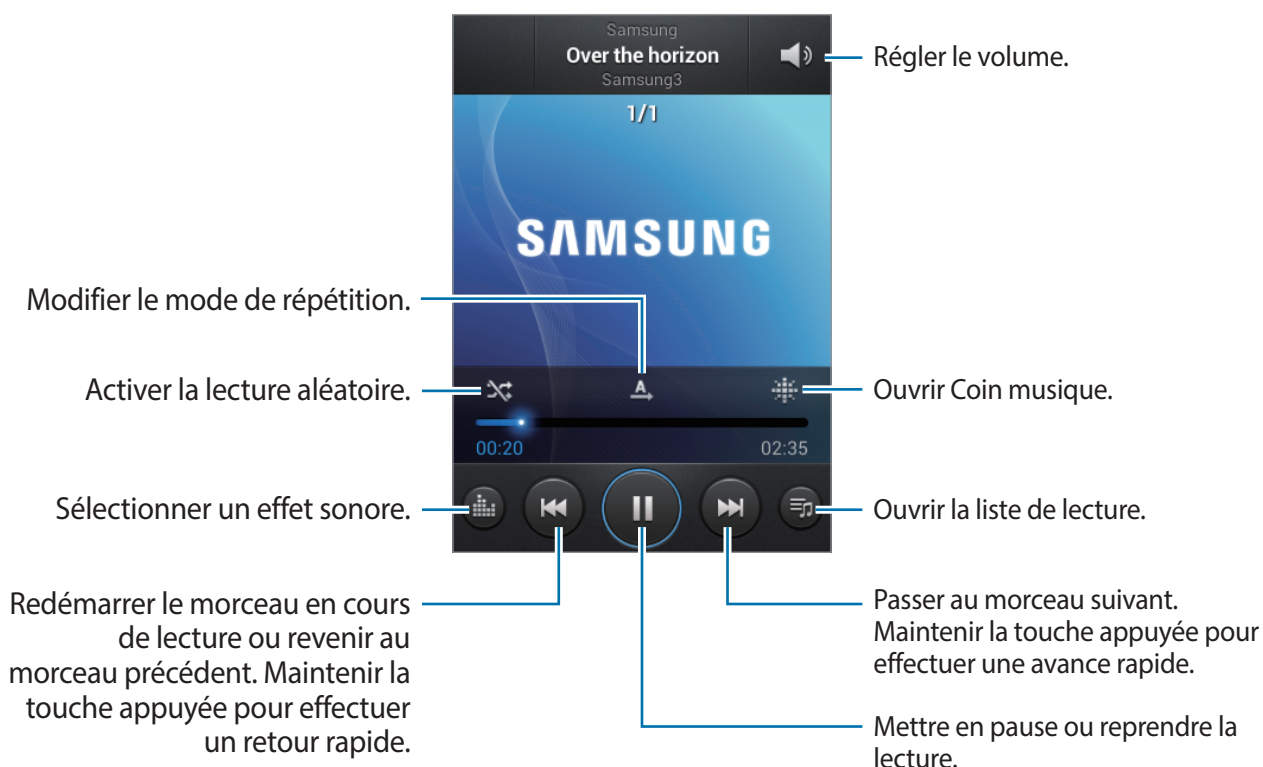 Samsung
Over the horizon
Samsung3
Régler le volume.
1/1
SAMSUNG
Modifier le mode de répétition.
Activer la lecture aléatoire.
A
Ouvrir Coin musique.
00:20
02:35
Sélectionner un effet sonore.
Ouvrir la liste de lecture.
Redémarrer le morceau en cours
de lecture ou revenir au
morceau précédent. Maintenir la
touche appuyée pour effectuer
un retour rapide.
Passer au morceau suivant.
Maintenir la touche appuyée pour
effectuer une avance rapide.
Mettre en pause ou reprendre la
lecture.